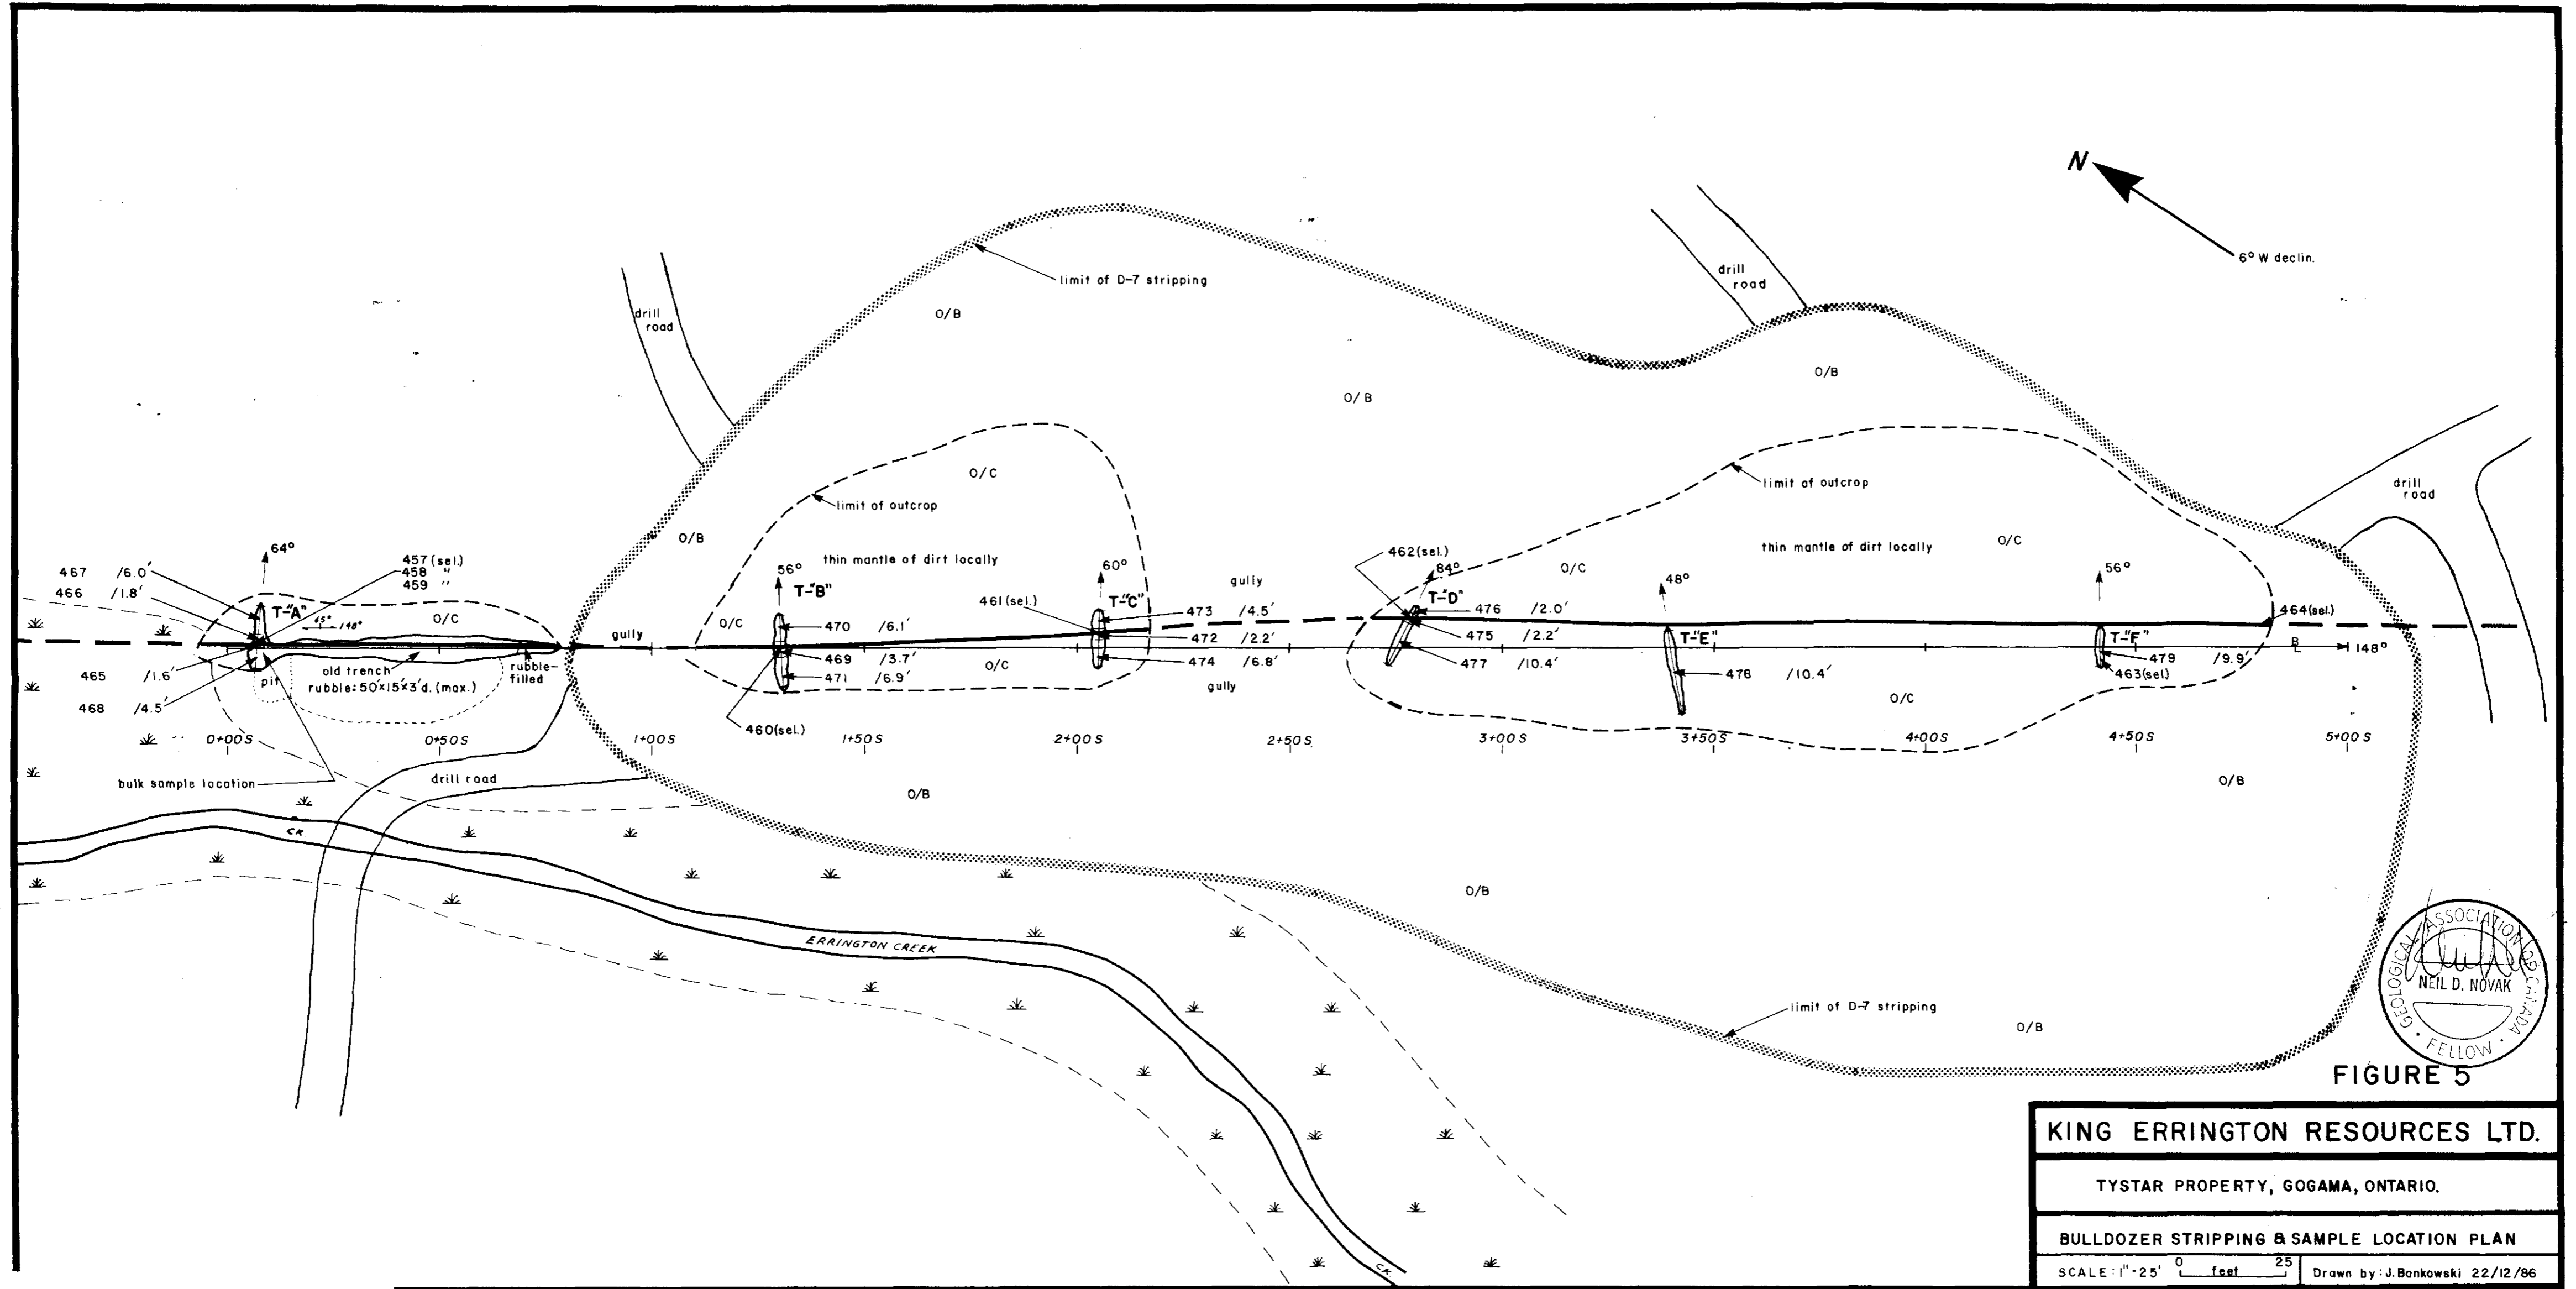 N
6° W declin.
limit of D-7 stripping
drill
road
drill
road
O/B
O/B
O/B
O/C
limit of outcrop
limit of outcrop
drill
road
O/B
thin mantle of dirt locally
thin mantle of dirt locally
O/C
O/C
467 /6.0'
466 /1.8'
64°
457 (sel.)
458 "
459 "
T-"A"
45° 148°
O/C
gully
O/C
56°
T-"B"
470 /6.1'
469 /3.7'
471 /6.9'
460(sel.)
461(sel.)
60°
T-"C"
473 /4.5'
472 /2.2'
474 /6.8'
O/C
gully
gully
462(sel.)
84°
T-"D"
476 /2.0'
475 /2.2'
477 /10.4'
48°
T-"E"
478 /10.4'
O/C
56°
T-"F"
479 /9.9'
463(sel)
464(sel.)
BL
148°
465 /1.6'
468 /4.5'
pit
old trench
rubble: 50'x15'x3'd. (max.)
rubble-
filled
0+00S
0+50S
1+00S
1+50S
2+00S
2+50S
3+00S
3+50S
4+00S
4+50S
5+00S
bulk sample location
drill road
O/B
O/B
O/B
CK
ERRINGTON CREEK
limit of D-7 stripping
O/B
CK
GEOLOGICAL ASSOCIATION OF CANADA
NEIL D. NOVAK
FELLOW
FIGURE 5
KING ERRINGTON RESOURCES LTD.
TYSTAR PROPERTY, GOGAMA, ONTARIO.
BULLDOZER STRIPPING & SAMPLE LOCATION PLAN
SCALE: 1"-25' 0 feet 25
Drawn by: J. Bankowski 22/12/86